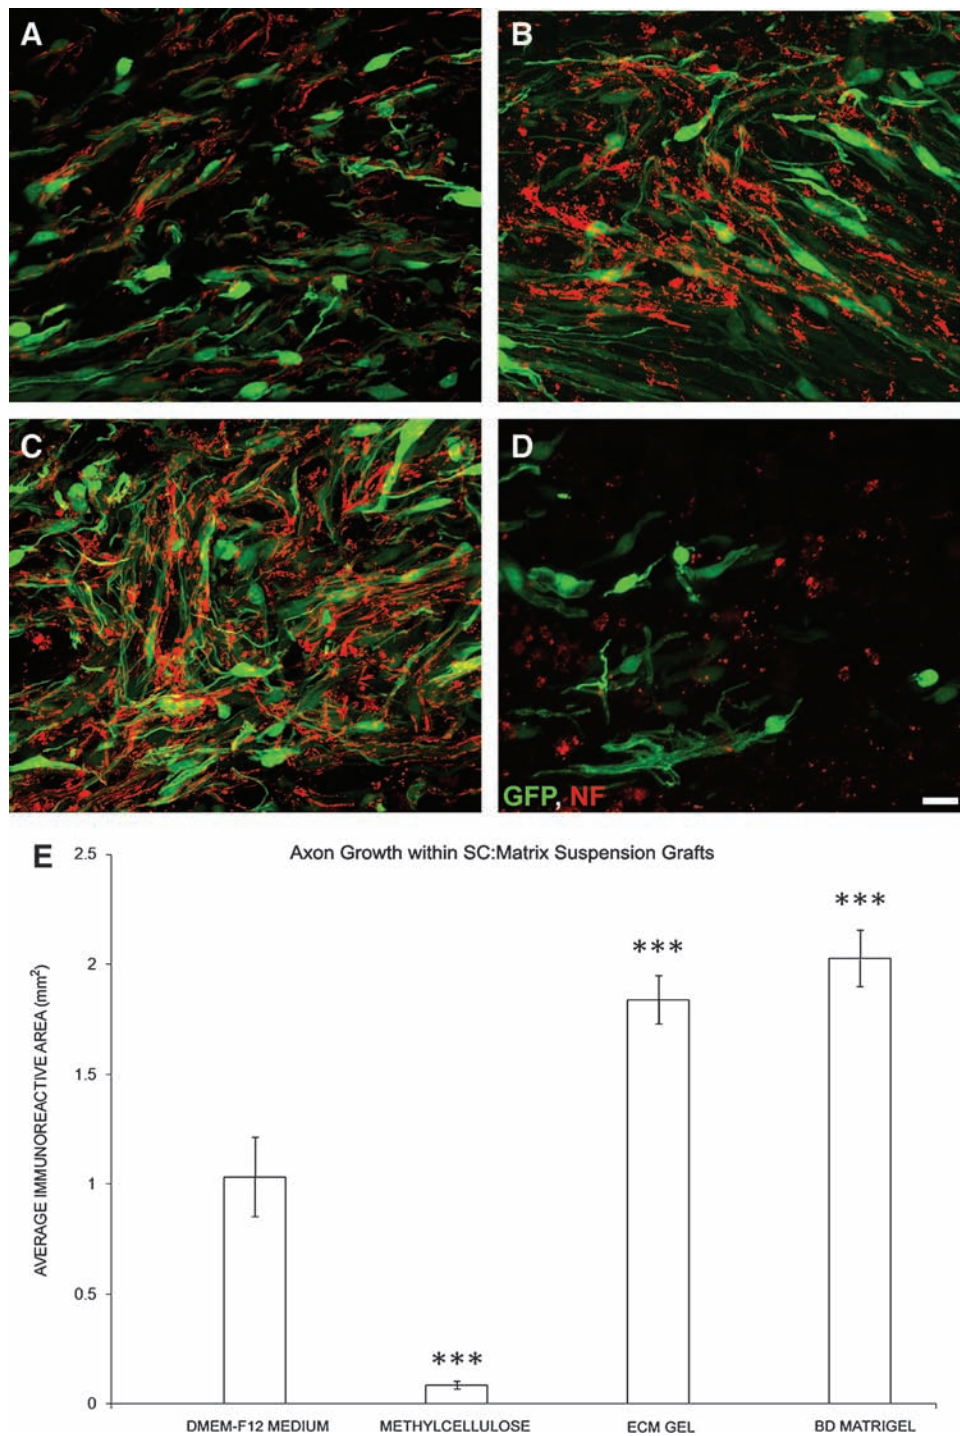 A
B
C
D
GFP, NF
E
Axon Growth within SC:Matrix Suspension Grafts
AVERAGE IMMUNOREACTIVE AREA (mm²)
2.5
2
1.5
1
0.5
0
***
***
***
DMEM-F12 MEDIUM
METHYLCELLULOSE
ECM GEL
BD MATRIGEL